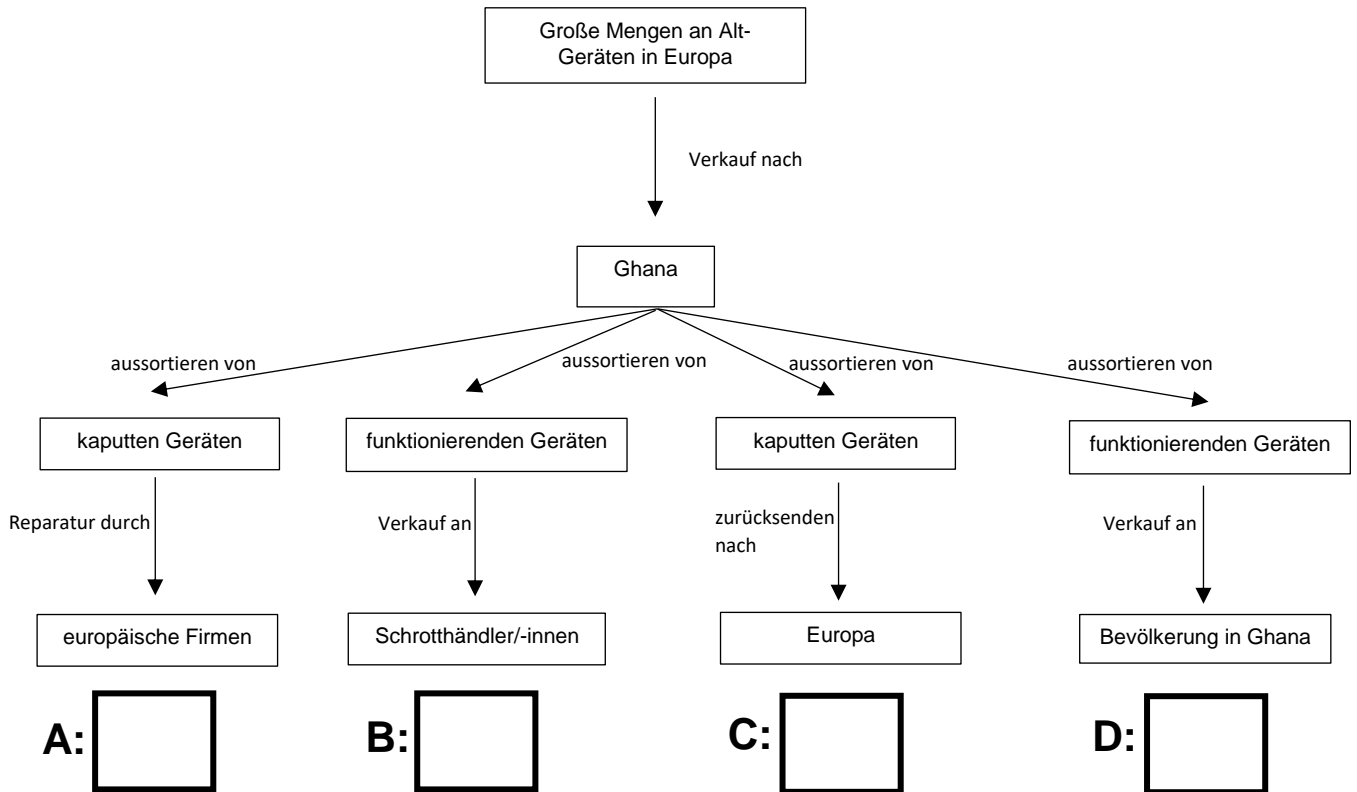 Große Mengen an Alt-
Geräten in Europa
Verkauf nach
Ghana
aussortieren von
aussortieren von
aussortieren von
aussortieren von
kaputten Geräten
funktionierenden Geräten
kaputten Geräten
funktionierenden Geräten
Reparatur durch
Verkauf an
zurücksenden
nach
Verkauf an
europäische Firmen
Schrotthändler/-innen
Europa
Bevölkerung in Ghana
A:
B:
C:
D: